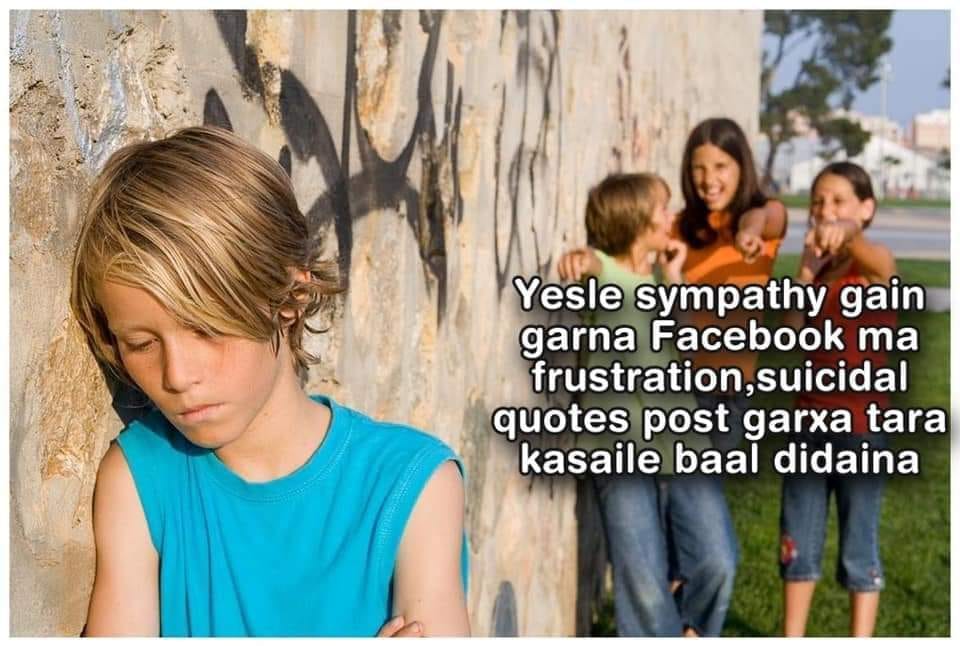 Yesle sympathy gain
garna Facebook ma
frustration,suicidal
quotes post garxa tara
kasaile baal didaina